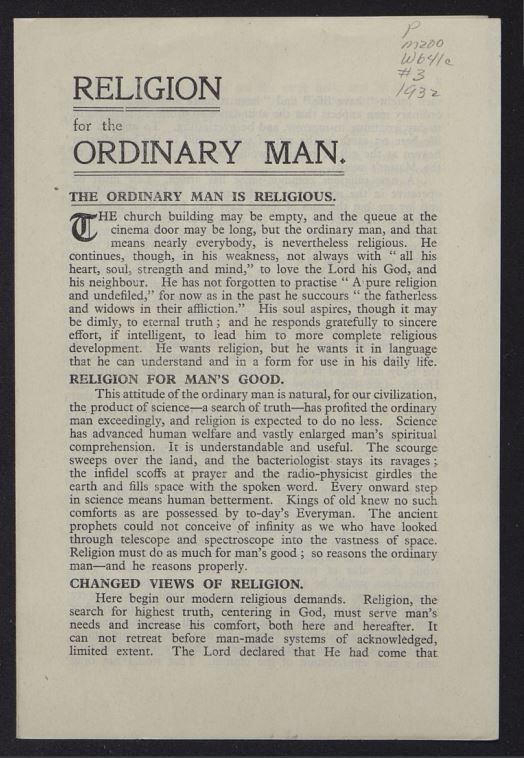 P
M200
W641c
#3
1932
RELIGION
for the
ORDINARY MAN.
THE ORDINARY MAN IS RELIGIOUS.
THE church building may be empty, and the queue at the
cinema door may be long, but the ordinary man, and that
means nearly everybody, is nevertheless religious. He
continues, though, in his weakness, not always with “ all his
heart, soul, strength and mind,” to love the Lord his God, and
his neighbour. He has not forgotten to practise “ A pure religion
and undefiled,” for now as in the past he succours “ the fatherless
and widows in their affliction.” His soul aspires, though it may
be dimly, to eternal truth ; and he responds gratefully to sincere
effort, if intelligent, to lead him to more complete religious
development. He wants religion, but he wants it in language
that he can understand and in a form for use in his daily life.
RELIGION FOR MAN'S GOOD.
This attitude of the ordinary man is natural, for our civilization,
the product of science—a search of truth—has profited the ordinary
man exceedingly, and religion is expected to do no less. Science
has advanced human welfare and vastly enlarged man's spiritual
comprehension. It is understandable and useful. The scourge
sweeps over the land, and the bacteriologist stays its ravages ;
the infidel scoffs at prayer and the radio-physicist girdles the
earth and fills space with the spoken word. Every onward step
in science means human betterment. Kings of old knew no such
comforts as are possessed by to-day's Everyman. The ancient
prophets could not conceive of infinity as we who have looked
through telescope and spectroscope into the vastness of space.
Religion must do as much for man's good ; so reasons the ordinary
man—and he reasons properly.
CHANGED VIEWS OF RELIGION.
Here begin our modern religious demands. Religion, the
search for highest truth, centering in God, must serve man's
needs and increase his comfort, both here and hereafter. It
can not retreat before man-made systems of acknowledged,
limited extent. The Lord declared that He had come that